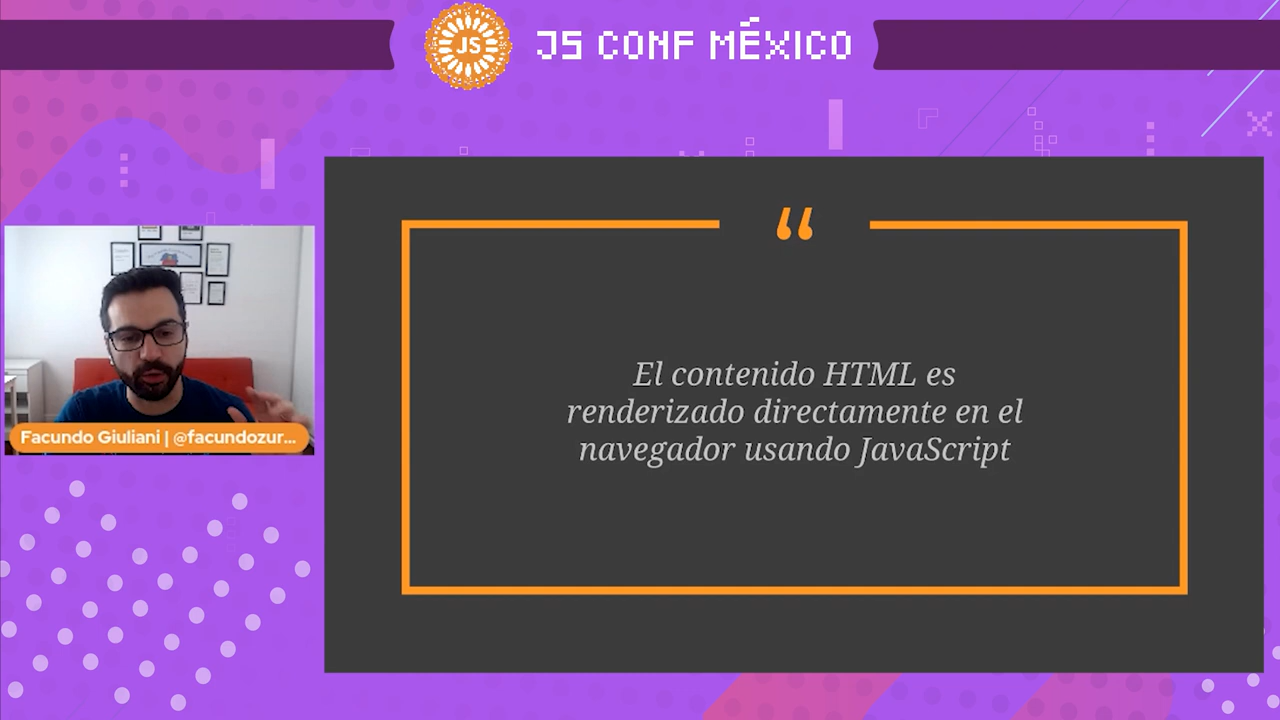 JS
JS CONF MÉXICO
“
El contenido HTML es
renderizado directamente en el
navegador usando JavaScript
Facundo Giuliani | @facundozur...